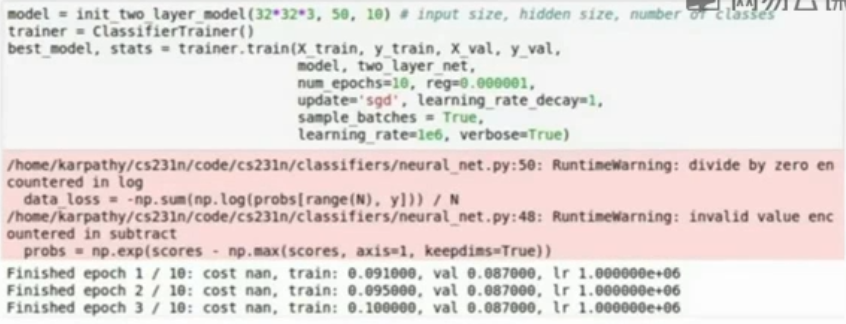 model = init_two_layer_model(32*32*3, 50, 10) # input size, hidden size, number of classes
trainer = ClassifierTrainer()
best_model, stats = trainer.train(X_train, y_train, X_val, y_val,
model, two_layer_net,
num_epochs=10, reg=0.000001,
update='sgd', learning_rate_decay=1,
sample_batches = True,
learning_rate=1e6, verbose=True)
/home/karpathy/cs231n/code/cs231n/classifiers/neural_net.py:50: RuntimeWarning: divide by zero en
countered in log
data_loss = -np.sum(np.log(probs[range(N), y])) / N
/home/karpathy/cs231n/code/cs231n/classifiers/neural_net.py:48: RuntimeWarning: invalid value enc
ountered in subtract
probs = np.exp(scores - np.max(scores, axis=1, keepdims=True))
Finished epoch 1 / 10: cost nan, train: 0.091000, val 0.087000, lr 1.000000e+06
Finished epoch 2 / 10: cost nan, train: 0.095000, val 0.087000, lr 1.000000e+06
Finished epoch 3 / 10: cost nan, train: 0.100000, val 0.087000, lr 1.000000e+06